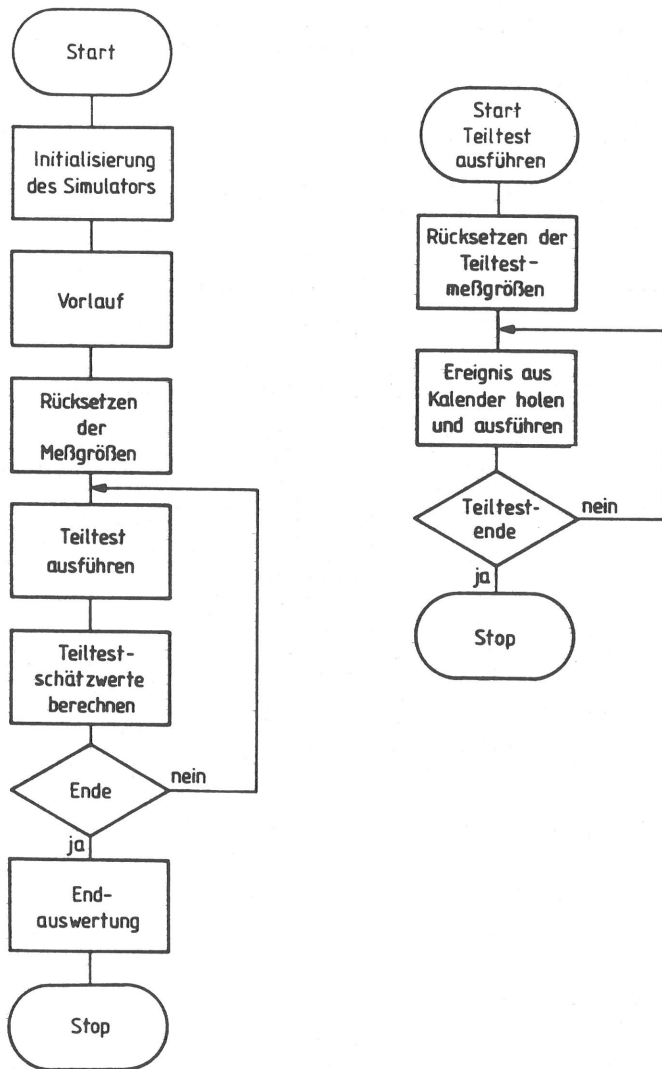 Start
Initialisierung
des Simulators
Vorlauf
Rücksetzen
der
Meßgrößen
Teiltest
ausführen
Teiltest-
schätzwerte
berechnen
Ende
nein
ja
End-
auswertung
Stop
Start
Teiltest
ausführen
Rücksetzen der
Teiltest-
meßgrößen
Ereignis aus
Kalender holen
und ausführen
Teiltest-
ende
nein
ja
Stop